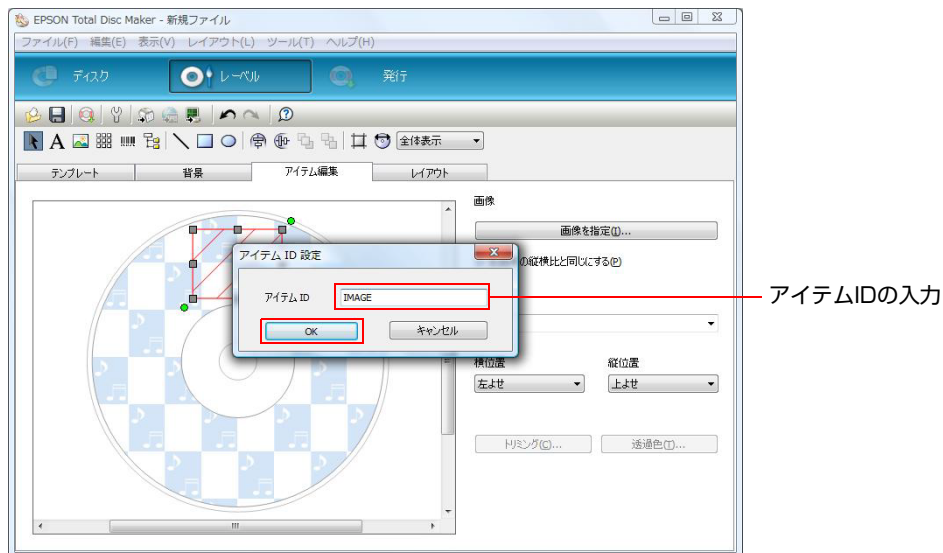 EPSON Total Disc Maker - 新規ファイル
ファイル(F) 編集(E) 表示(V) レイアウト(L) ツール(T) ヘルプ(H)
ディスク レーベル 発行
全体表示
テンプレート 背景 アイテム編集 レイアウト
画像
画像を指定(I)...
の縦横比と同じにする(P)
アイテム ID 設定
アイテム ID IMAGE
アイテムIDの入力
OK キャンセル
横位置 縦位置
左よせ 上よせ
トリミング(C)... 透過色(T)...